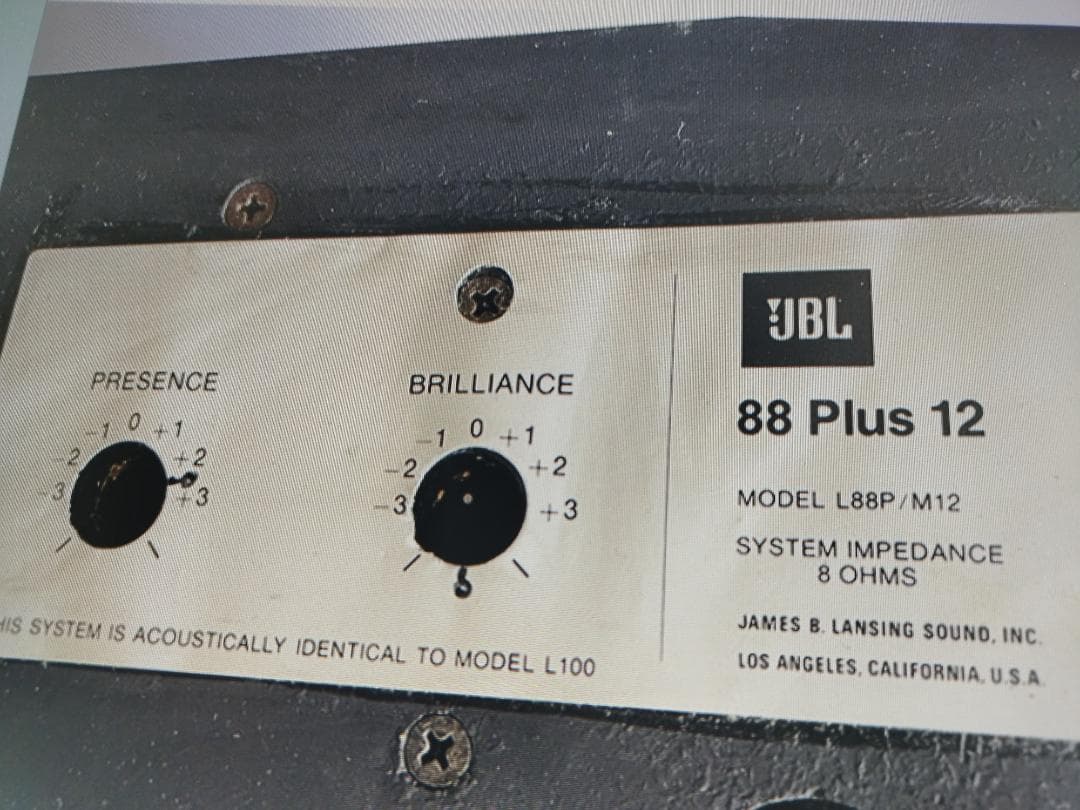 JBL
88 Plus 12
MODEL L88P/M12
SYSTEM IMPEDANCE
8 OHMS
JAMES B. LANSING SOUND, INC.
LOS ANGELES, CALIFORNIA, U.S.A.
PRESENCE
-3 -2 -1 0 +1 +2 +3
BRILLIANCE
-3 -2 -1 0 +1 +2 +3
SYSTEM IS ACOUSTICALLY IDENTICAL TO MODEL L100